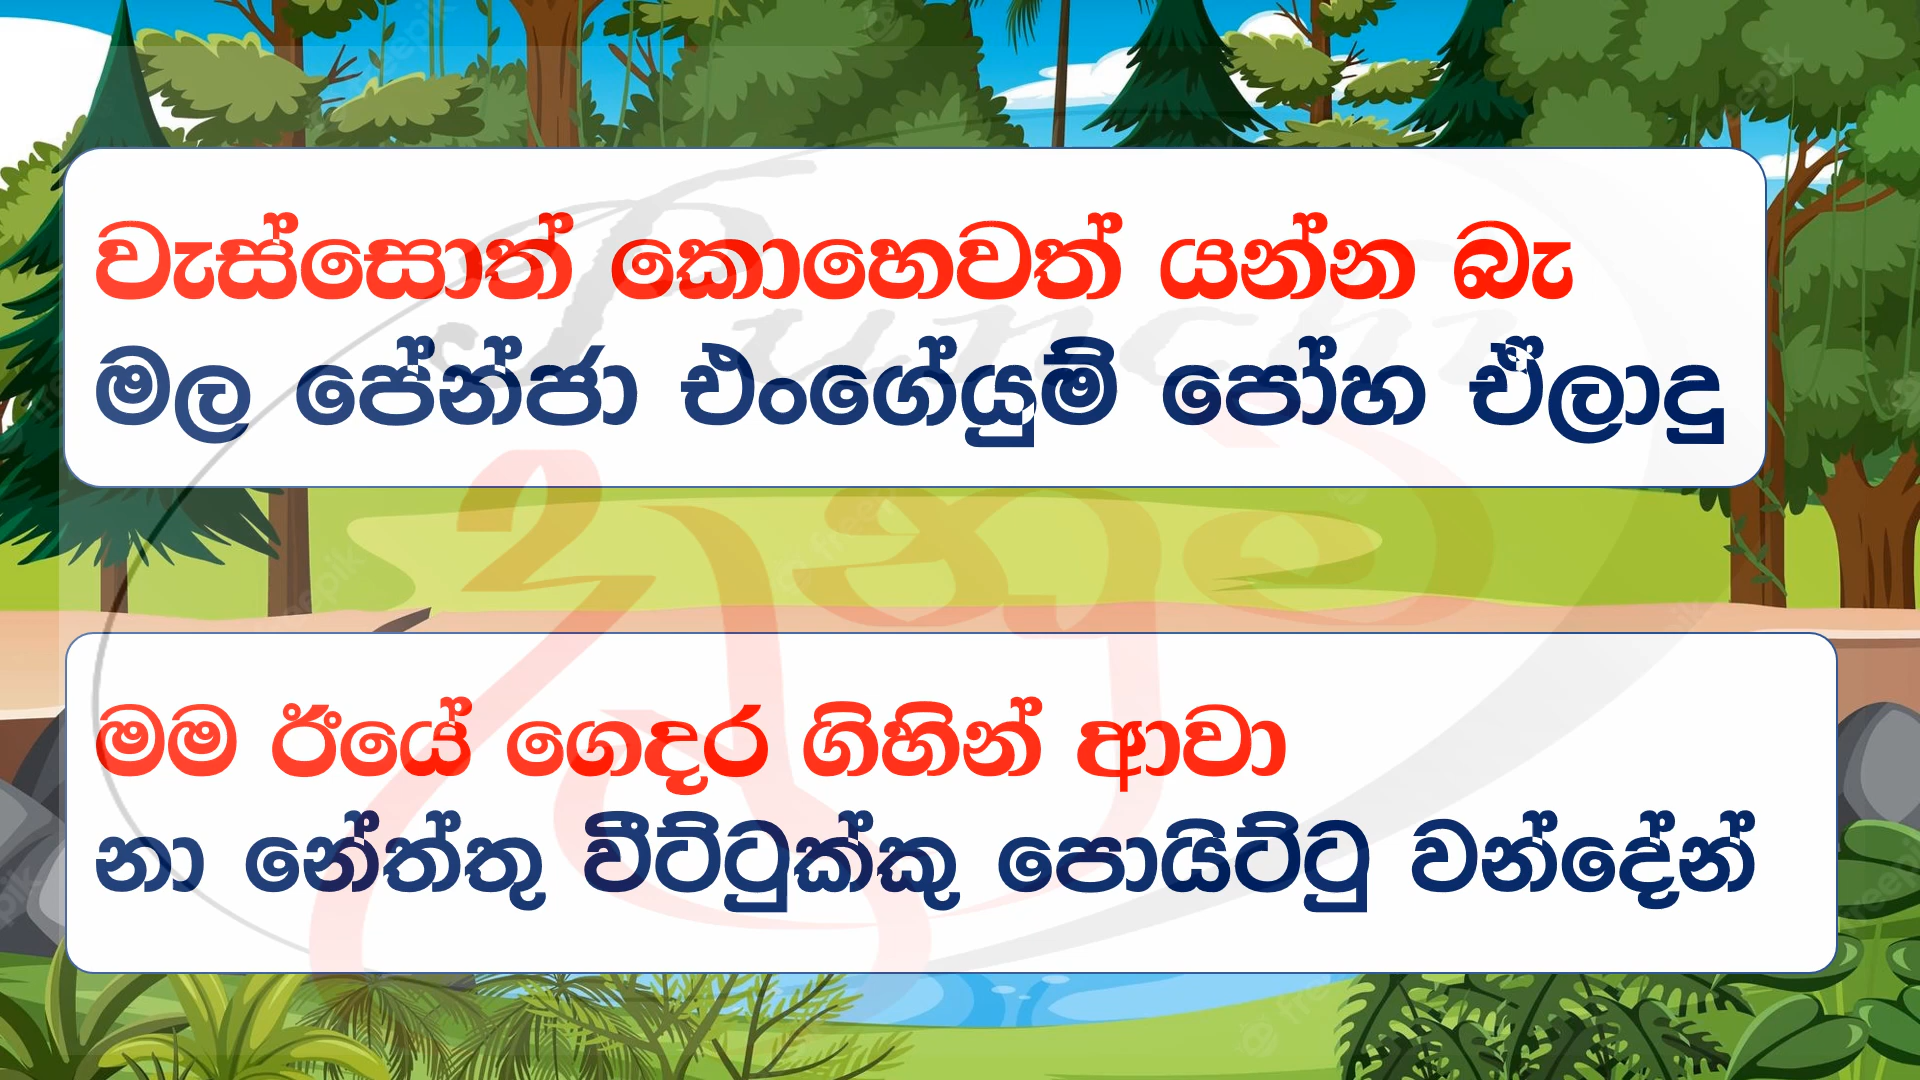 වැස්සොත් කොහෙවත් යන්න බැ
මල පේන්ජා එංගේයුම් පෝහ ඒලාදු
මම ඊයේ ගෙදර ගිහින් ආවා
නා නේත්තු වීට්ටුක්කු පොයිට්ටු වන්දේන්